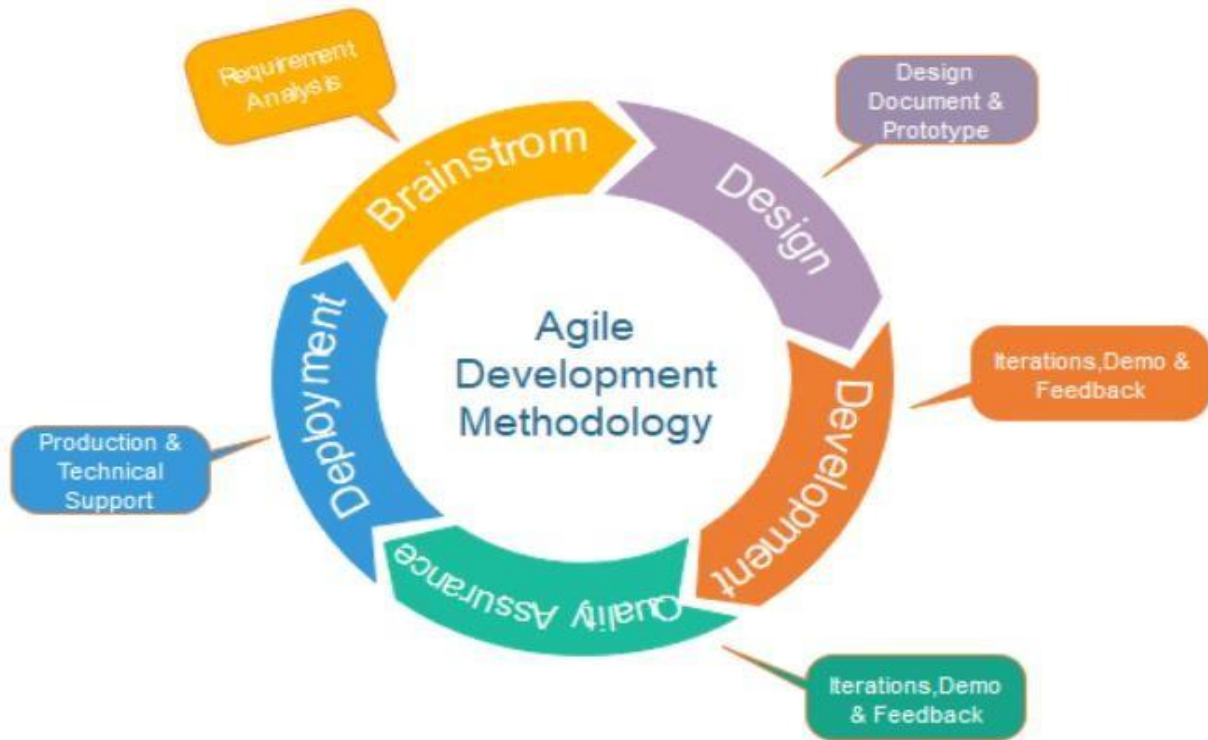 Requirement
Analysis
Brainstrom
Design
Document &
Prototype
Design
Iterations,Demo &
Feedback
Development
Agile
Development
Methodology
Production &
Technical
Support
Deployment
Quality Assurance
Iterations,Demo
& Feedback